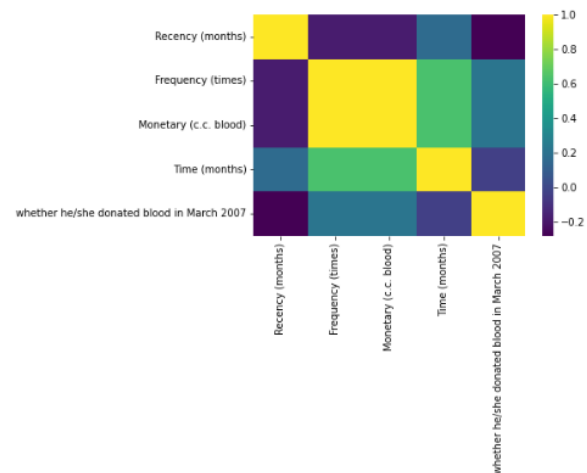 Recency (months)
Frequency (times)
Monetary (c.c. blood)
Time (months)
whether he/she donated blood in March 2007
Recency (months)
Frequency (times)
Monetary (c.c. blood)
Time (months)
whether he/she donated blood in March 2007
1.0
0.8
0.6
0.4
0.2
0.0
−0.2